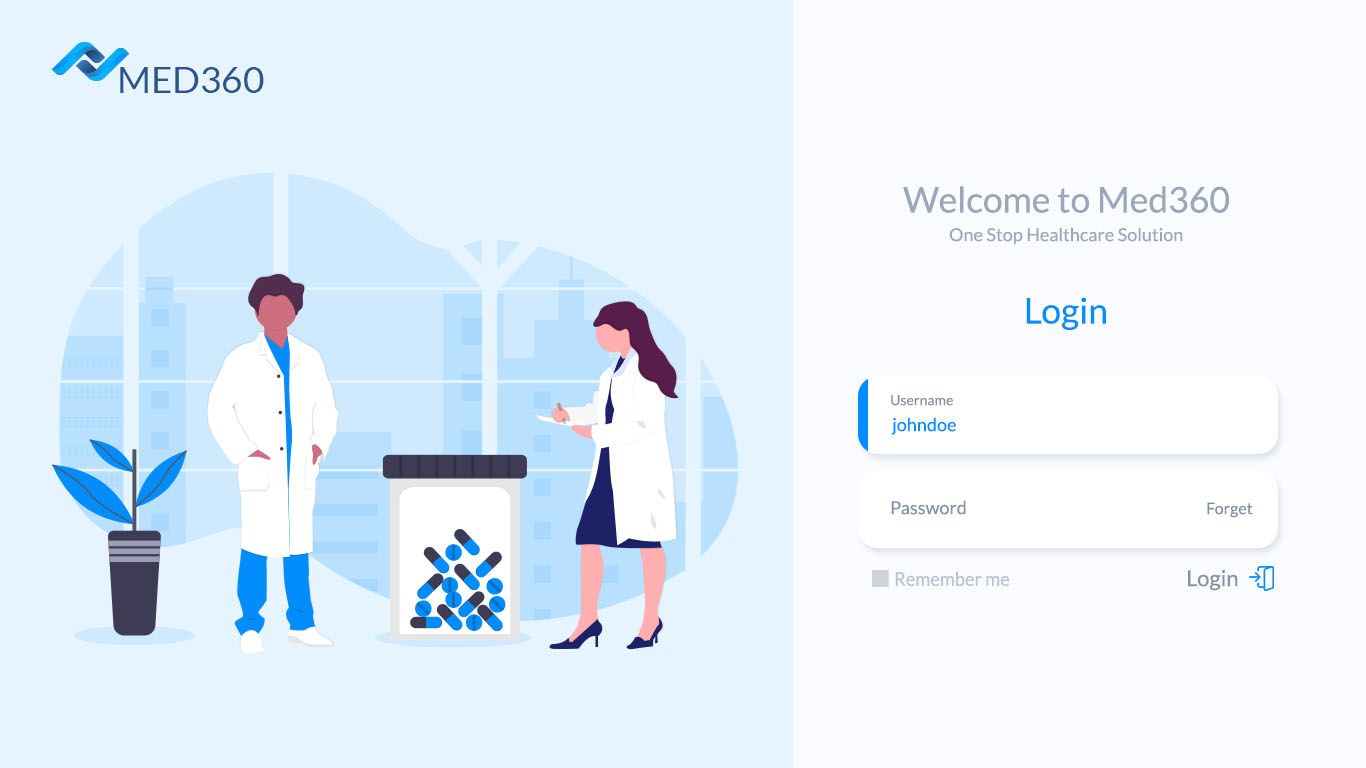 MED360
Welcome to Med360
One Stop Healthcare Solution
Login
Username
johndoe
Password Forget
Remember me Login